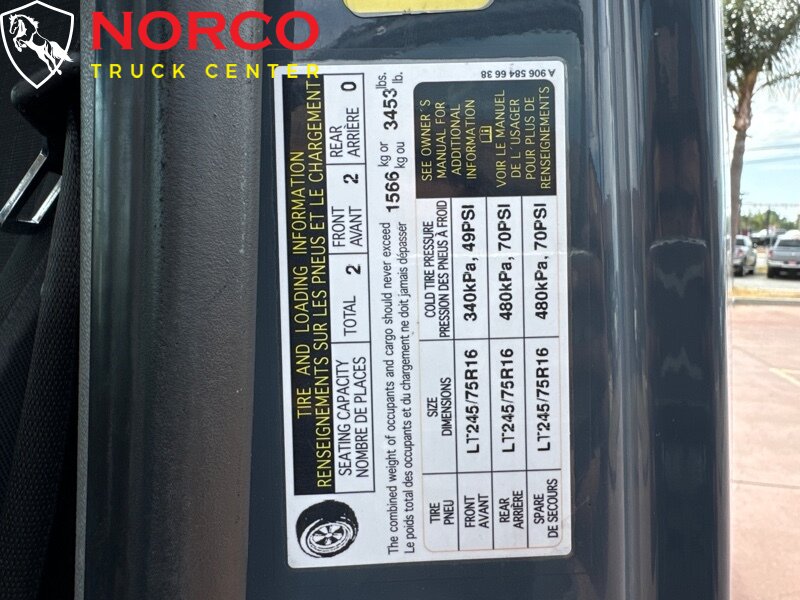 NORCO
TRUCK CENTER
TIRE AND LOADING INFORMATION
RENSEIGNEMENTS SUR LES PNEUS ET LE CHARGEMENT
SEATING CAPACITY
NOMBRE DE PLACES
TOTAL 2
FRONT
AVANT 2
REAR
ARRIÈRE 0
The combined weight of occupants and cargo should never exceed 1566 kg or 3453 lbs.
Le poids total des occupants et du chargement ne doit jamais dépasser kg ou lb.
TIRE
PNEU
SIZE
DIMENSIONS
COLD TIRE PRESSURE
PRESSION DES PNEUS À FROID
FRONT
AVANT
LT245/75R16
340kPa, 49PSI
REAR
ARRIÈRE
LT245/75R16
480kPa, 70PSI
SPARE
DE SECOURS
LT245/75R16
480kPa, 70PSI
SEE OWNER'S
MANUAL FOR
ADDITIONAL
INFORMATION
VOIR LE MANUEL
DE L' USAGER
POUR PLUS DE
RENSEIGNEMENTS
A 906 584 66 38